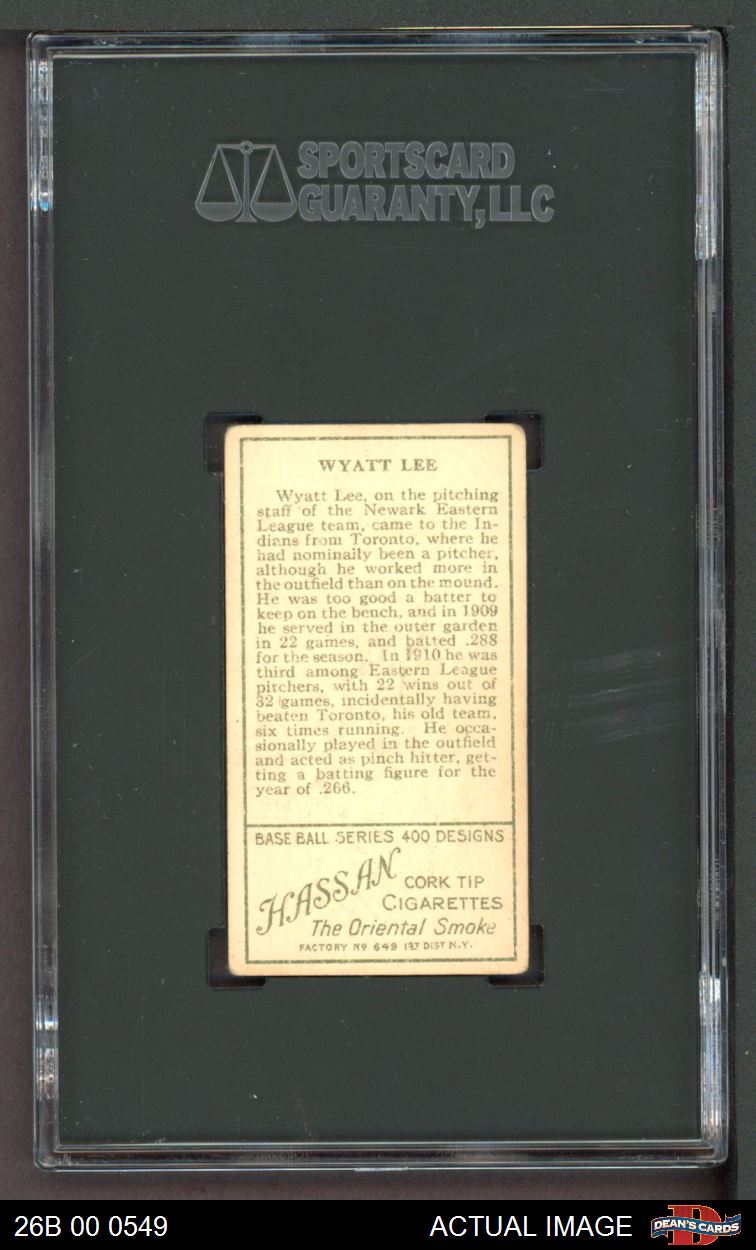 SPORTSCARD
GUARANTY, LLC
WYATT LEE
Wyatt Lee, on the pitching
staff of the Newark Eastern
League team, came to the In-
dians from Toronto, where he
had nominally been a pitcher,
although he worked more in
the outfield than on the mound.
He was too good a batter to
keep on the bench, and in 1909
he served in the outer garden
in 22 games, and batted .288
for the season. In 1910 he was
third among Eastern League
pitchers, with 22 wins out of
32 games, incidentally having
beaten Toronto, his old team,
six times running. He occa-
sionally played in the outfield
and acted as pinch hitter, get-
ting a batting figure for the
year of .266.
BASE BALL SERIES 400 DESIGNS
HASSAN
CORK TIP
CIGARETTES
The Oriental Smoke
FACTORY Nº 649 1ST DIST N.Y.
26B 00 0549
ACTUAL IMAGE
D
DEAN'S CARDS